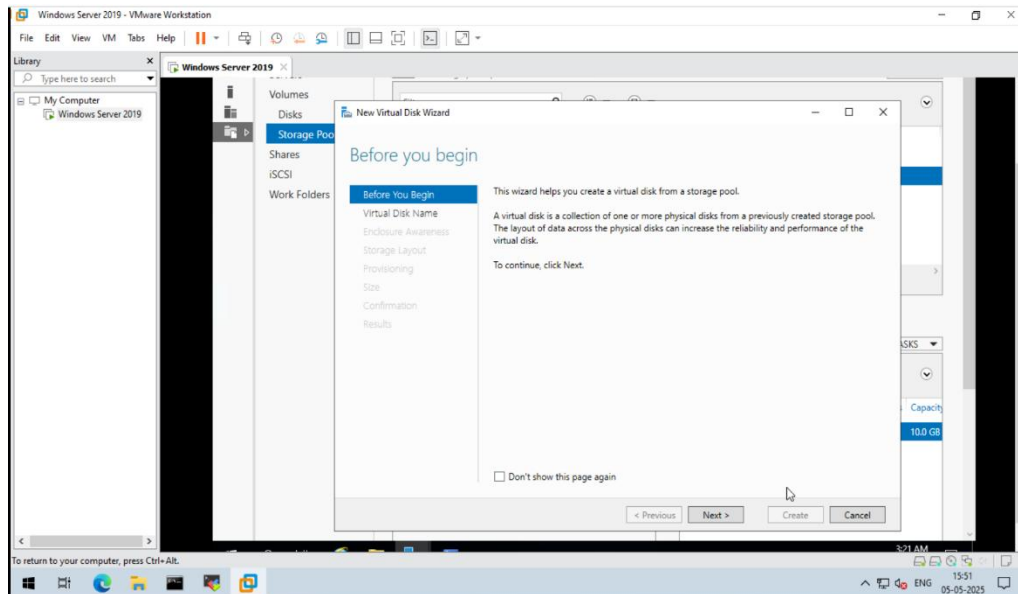 Windows Server 2019 - VMware Workstation
File Edit View VM Tabs Help
Library
Type here to search
My Computer
Windows Server 2019
Windows Server 2019
Volumes
Disks
Storage Poo
Shares
iSCSI
Work Folders
New Virtual Disk Wizard
Before you begin
Before You Begin
Virtual Disk Name
Enclosure Awareness
Storage Layout
Provisioning
Size
Confirmation
Results
This wizard helps you create a virtual disk from a storage pool.
A virtual disk is a collection of one or more physical disks from a previously created storage pool.
The layout of data across the physical disks can increase the reliability and performance of the
virtual disk.
To continue, click Next.
Don't show this page again
< Previous Next > Create Cancel
ASKS
Capacity
10.0 GB
3:21 AM
To return to your computer, press Ctrl+Alt.
ENG
15:51
05-05-2025